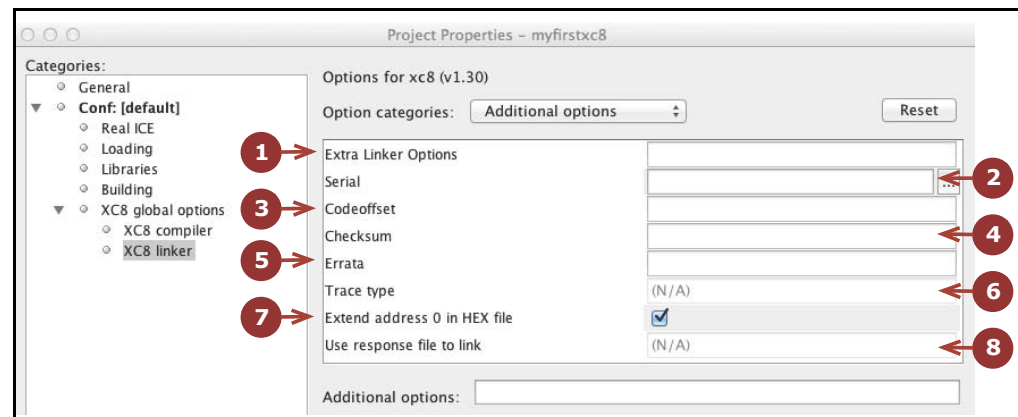 Project Properties – myfirstxc8
Categories:
General
Conf: [default]
Real ICE
Loading
Libraries
Building
XC8 global options
XC8 compiler
XC8 linker
Options for xc8 (v1.30)
Option categories: Additional options Reset
1 Extra Linker Options
Serial ... 2
3 Codeoffset
Checksum 4
5 Errata
Trace type (N/A) 6
7 Extend address 0 in HEX file
Use response file to link (N/A) 8
Additional options: